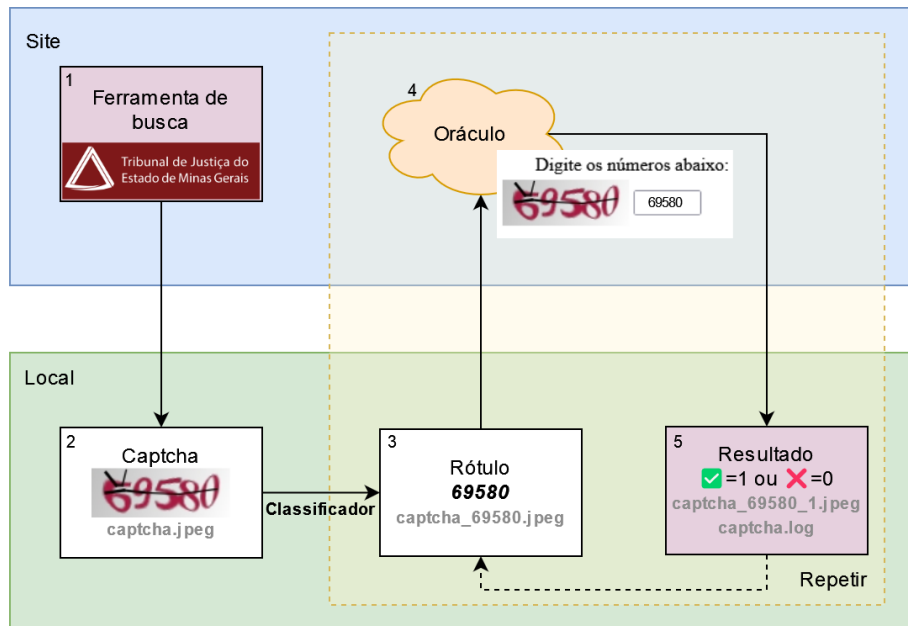 Site
1
Ferramenta de
busca
Tribunal de Justiça do
Estado de Minas Gerais
4
Oráculo
Digite os números abaixo:
69580 69580
Local
2
Captcha
69580
captcha.jpeg
Classificador
3
Rótulo
69580
captcha_69580.jpeg
5
Resultado
✅=1 ou ❌=0
captcha_69580_1.jpeg
captcha.log
Repetir